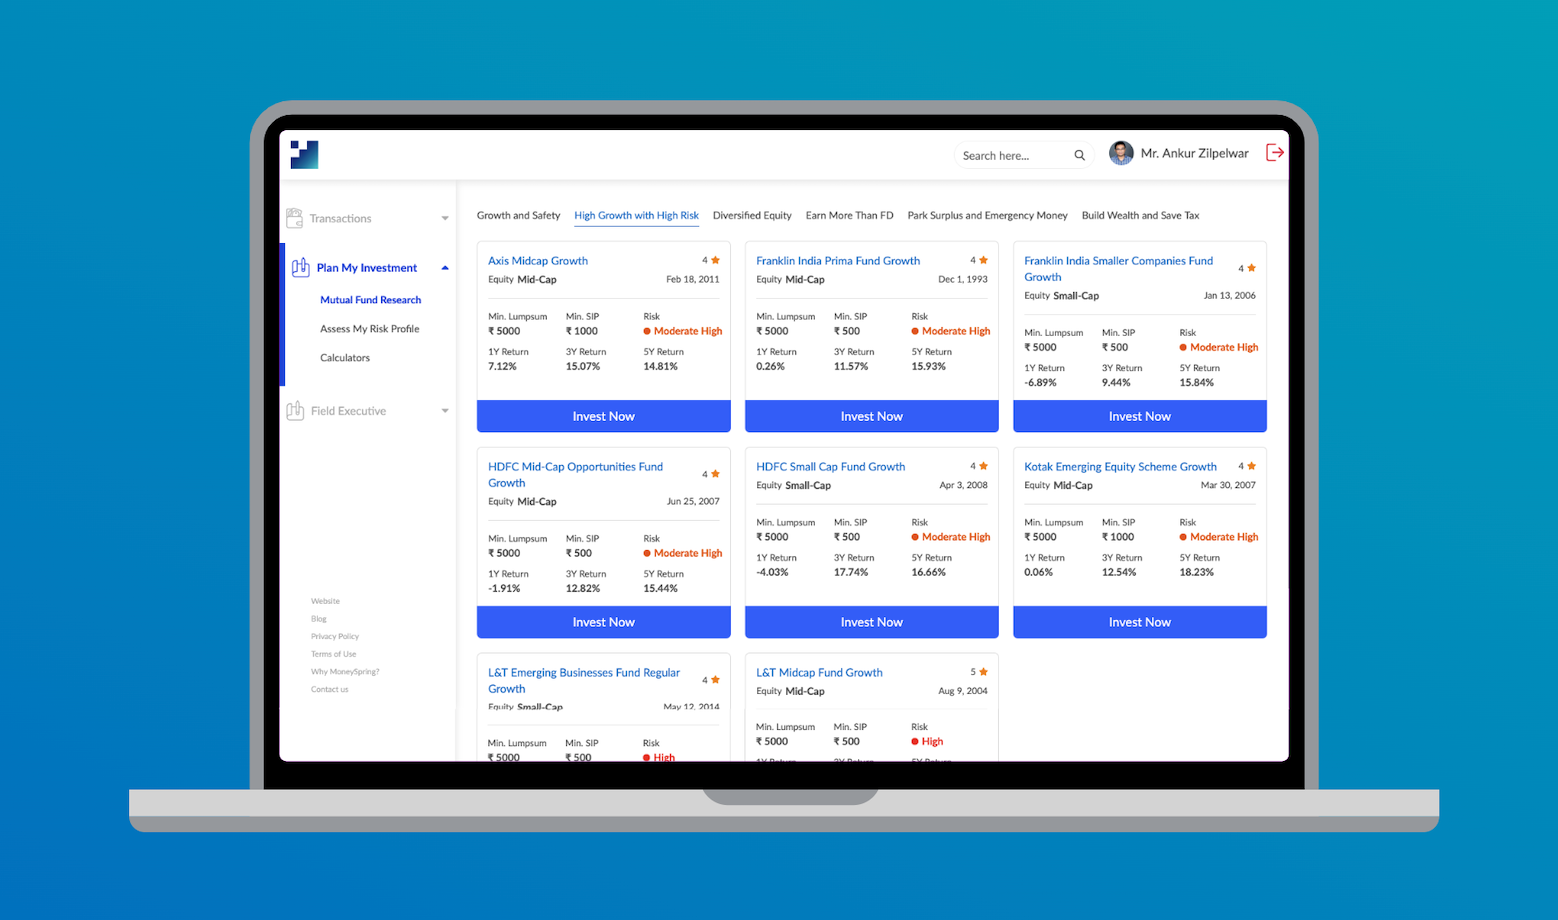 Search here...
Mr. Ankur Zilpelwar
Transactions
Plan My Investment
Mutual Fund Research
Assess My Risk Profile
Calculators
Field Executive
Website
Blog
Privacy Policy
Terms of Use
Why MoneySpring?
Contact us
Growth and Safety High Growth with High Risk Diversified Equity Earn More Than FD Park Surplus and Emergency Money Build Wealth and Save Tax
Axis Midcap Growth 4
Equity Mid-Cap Feb 18, 2011
Min. Lumpsum Min. SIP Risk
₹ 5000 ₹ 1000 Moderate High
1Y Return 3Y Return 5Y Return
7.12% 15.07% 14.81%
Invest Now
Franklin India Prima Fund Growth 4
Equity Mid-Cap Dec 1, 1993
Min. Lumpsum Min. SIP Risk
₹ 5000 ₹ 500 Moderate High
1Y Return 3Y Return 5Y Return
0.26% 11.57% 15.93%
Invest Now
Franklin India Smaller Companies Fund
Growth 4
Equity Small-Cap Jan 13, 2006
Min. Lumpsum Min. SIP Risk
₹ 5000 ₹ 500 Moderate High
1Y Return 3Y Return 5Y Return
-6.89% 9.44% 15.84%
Invest Now
HDFC Mid-Cap Opportunities Fund
Growth 4
Equity Mid-Cap Jun 25, 2007
Min. Lumpsum Min. SIP Risk
₹ 5000 ₹ 500 Moderate High
1Y Return 3Y Return 5Y Return
-1.91% 12.82% 15.44%
Invest Now
HDFC Small Cap Fund Growth 4
Equity Small-Cap Apr 3, 2008
Min. Lumpsum Min. SIP Risk
₹ 5000 ₹ 500 Moderate High
1Y Return 3Y Return 5Y Return
-4.03% 17.74% 16.66%
Invest Now
Kotak Emerging Equity Scheme Growth 4
Equity Mid-Cap Mar 30, 2007
Min. Lumpsum Min. SIP Risk
₹ 5000 ₹ 1000 Moderate High
1Y Return 3Y Return 5Y Return
0.06% 12.54% 18.23%
Invest Now
L&T Emerging Businesses Fund Regular
Growth 4
Equity Small-Cap May 12, 2014
Min. Lumpsum Min. SIP Risk
₹ 5000 ₹ 500 High
L&T Midcap Fund Growth 5
Equity Mid-Cap Aug 9, 2004
Min. Lumpsum Min. SIP Risk
₹ 5000 ₹ 500 High
1Y Return 3Y Return 5Y Return